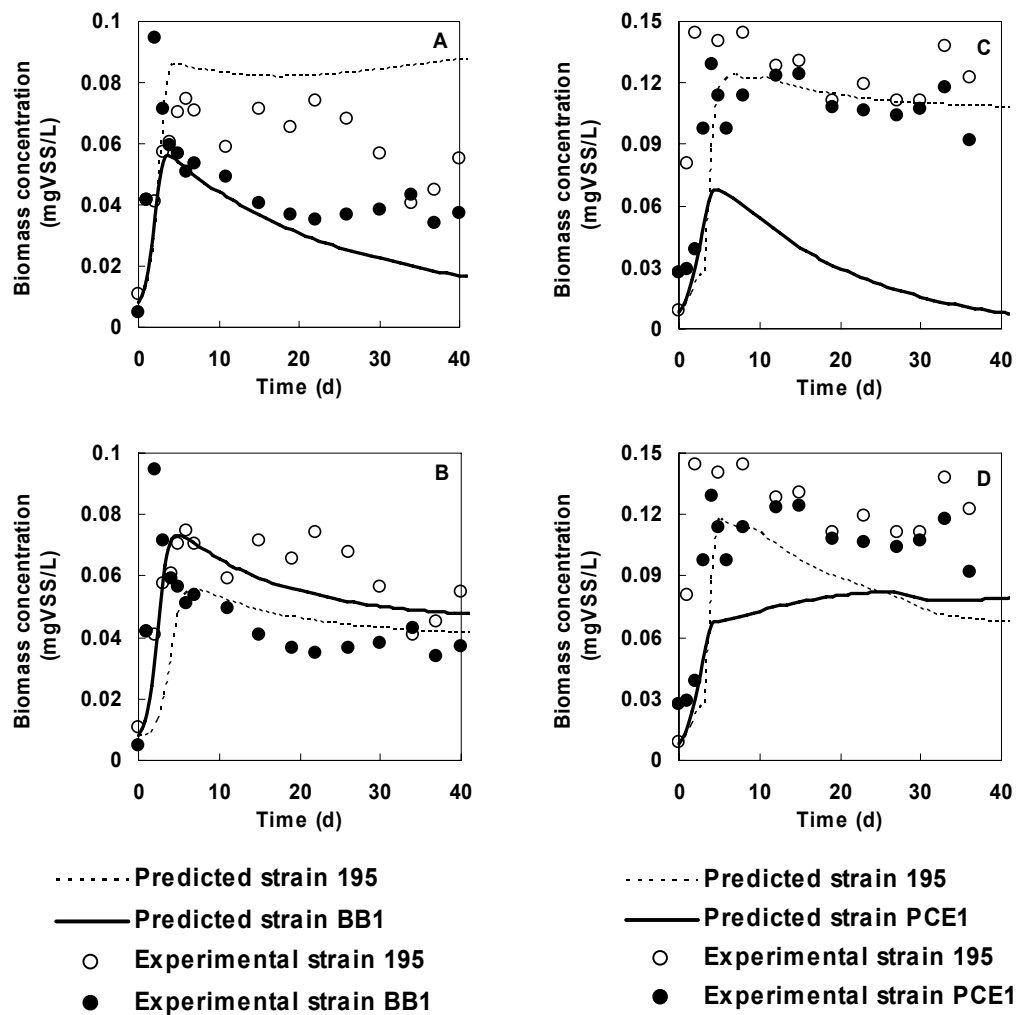 A
Biomass concentration
(mgVSS/L)
0.1
0.08
0.06
0.04
0.02
0
0 10 20 30 40
Time (d)
C
Biomass concentration
(mgVSS/L)
0.15
0.12
0.09
0.06
0.03
0
0 10 20 30 40
Time (d)
B
Biomass concentration
(mgVSS/L)
0.1
0.08
0.06
0.04
0.02
0
0 10 20 30 40
Time (d)
D
Biomass concentration
(mgVSS/L)
0.15
0.12
0.09
0.06
0.03
0
0 10 20 30 40
Time (d)
Predicted strain 195
Predicted strain BB1
Experimental strain 195
Experimental strain BB1
Predicted strain 195
Predicted strain PCE1
Experimental strain 195
Experimental strain PCE1